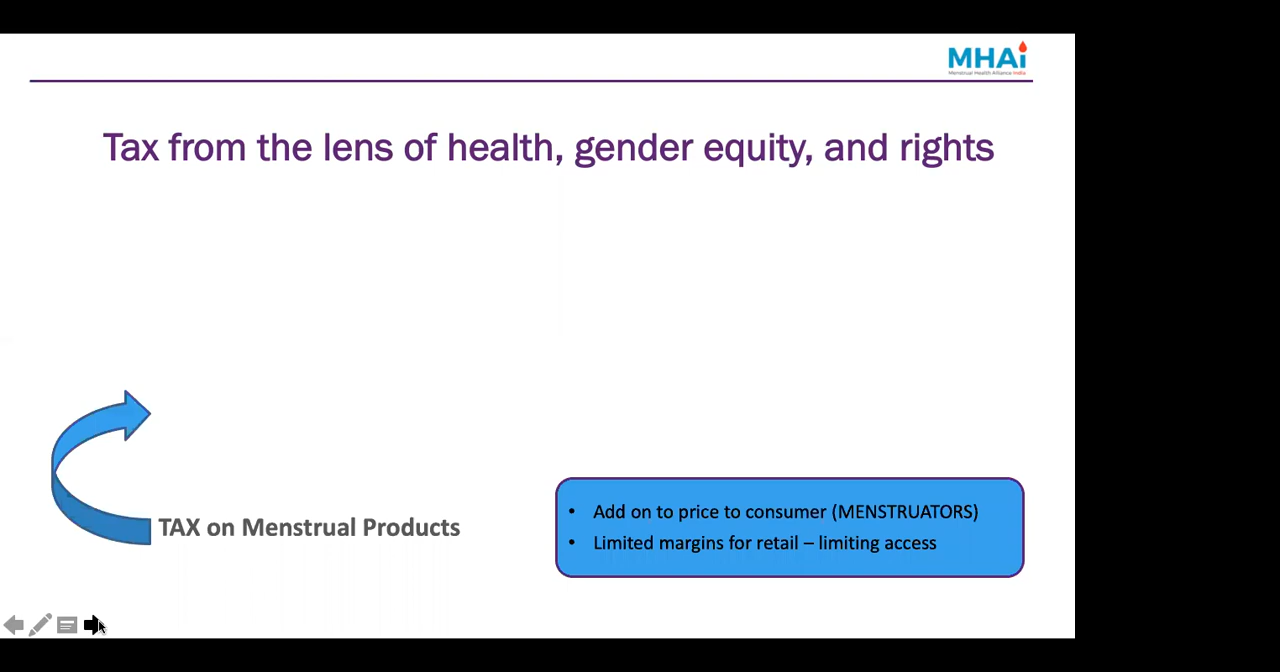 MHAi
Menstrual Health Alliance India
Tax from the lens of health, gender equity, and rights
TAX on Menstrual Products
• Add on to price to consumer (MENSTRUATORS)
• Limited margins for retail – limiting access